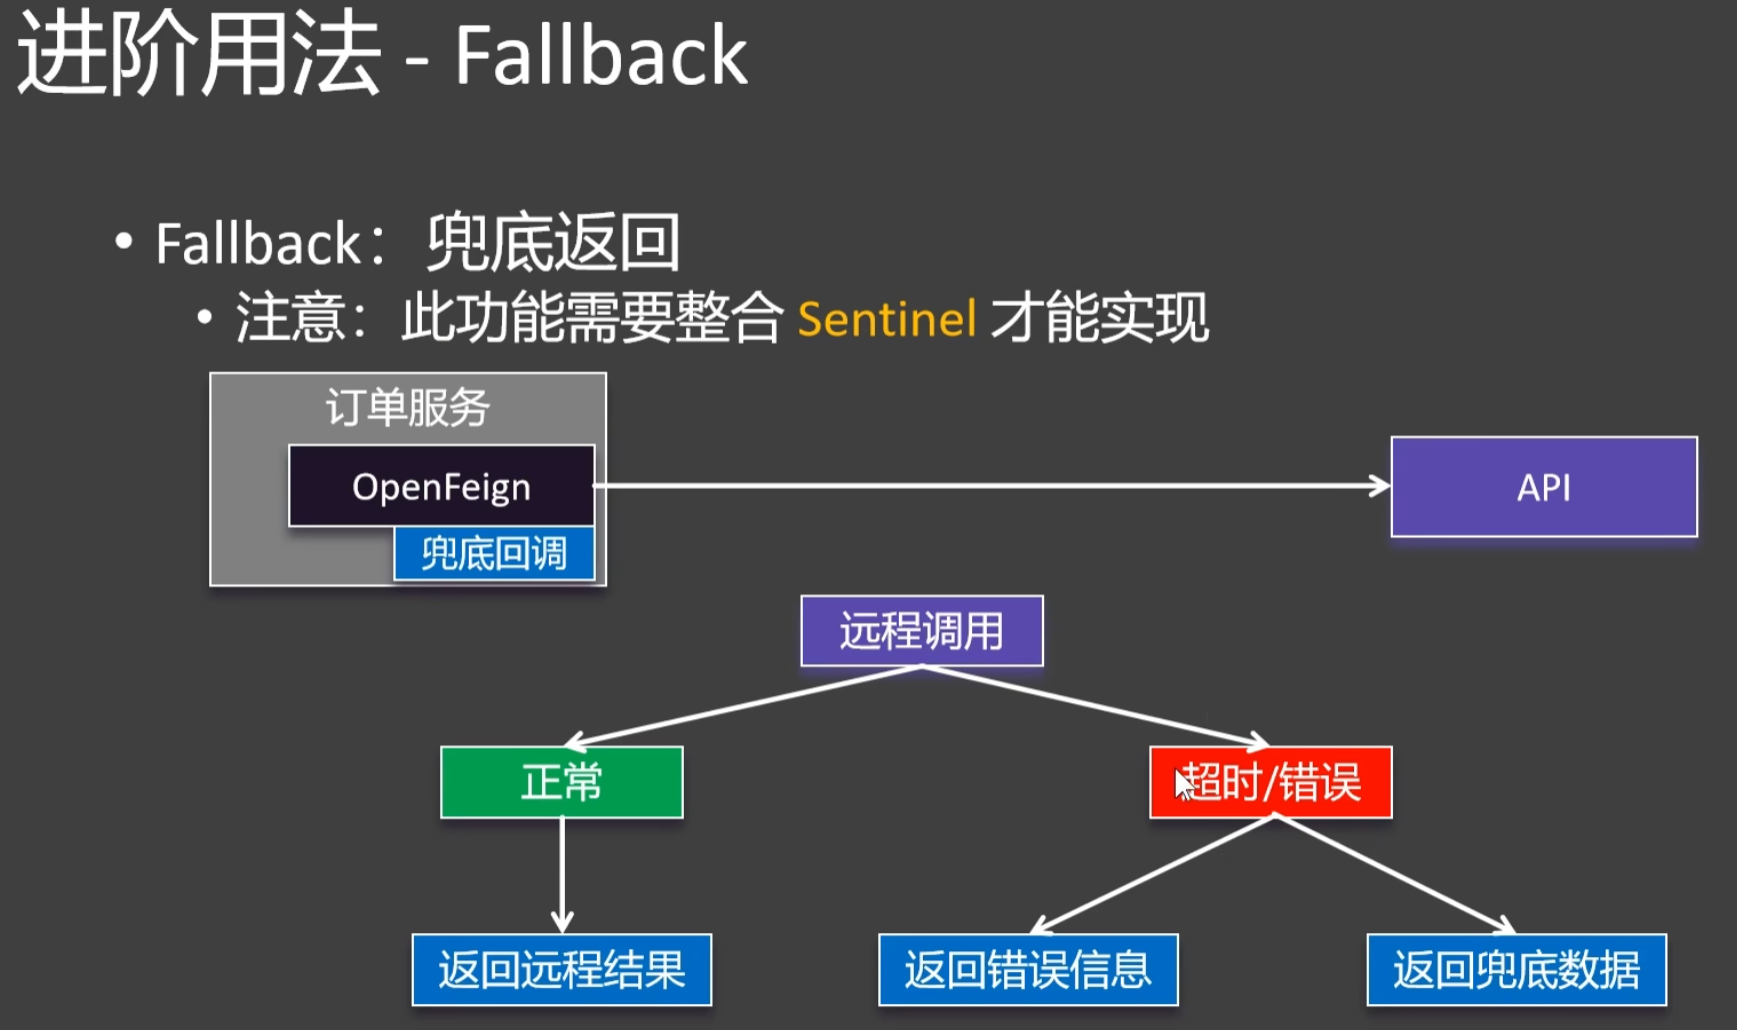 进阶用法 - Fallback
• Fallback：兜底返回
• 注意：此功能需要整合 Sentinel 才能实现
订单服务
OpenFeign
兜底回调
API
远程调用
正常
超时/错误
返回远程结果
返回错误信息
返回兜底数据